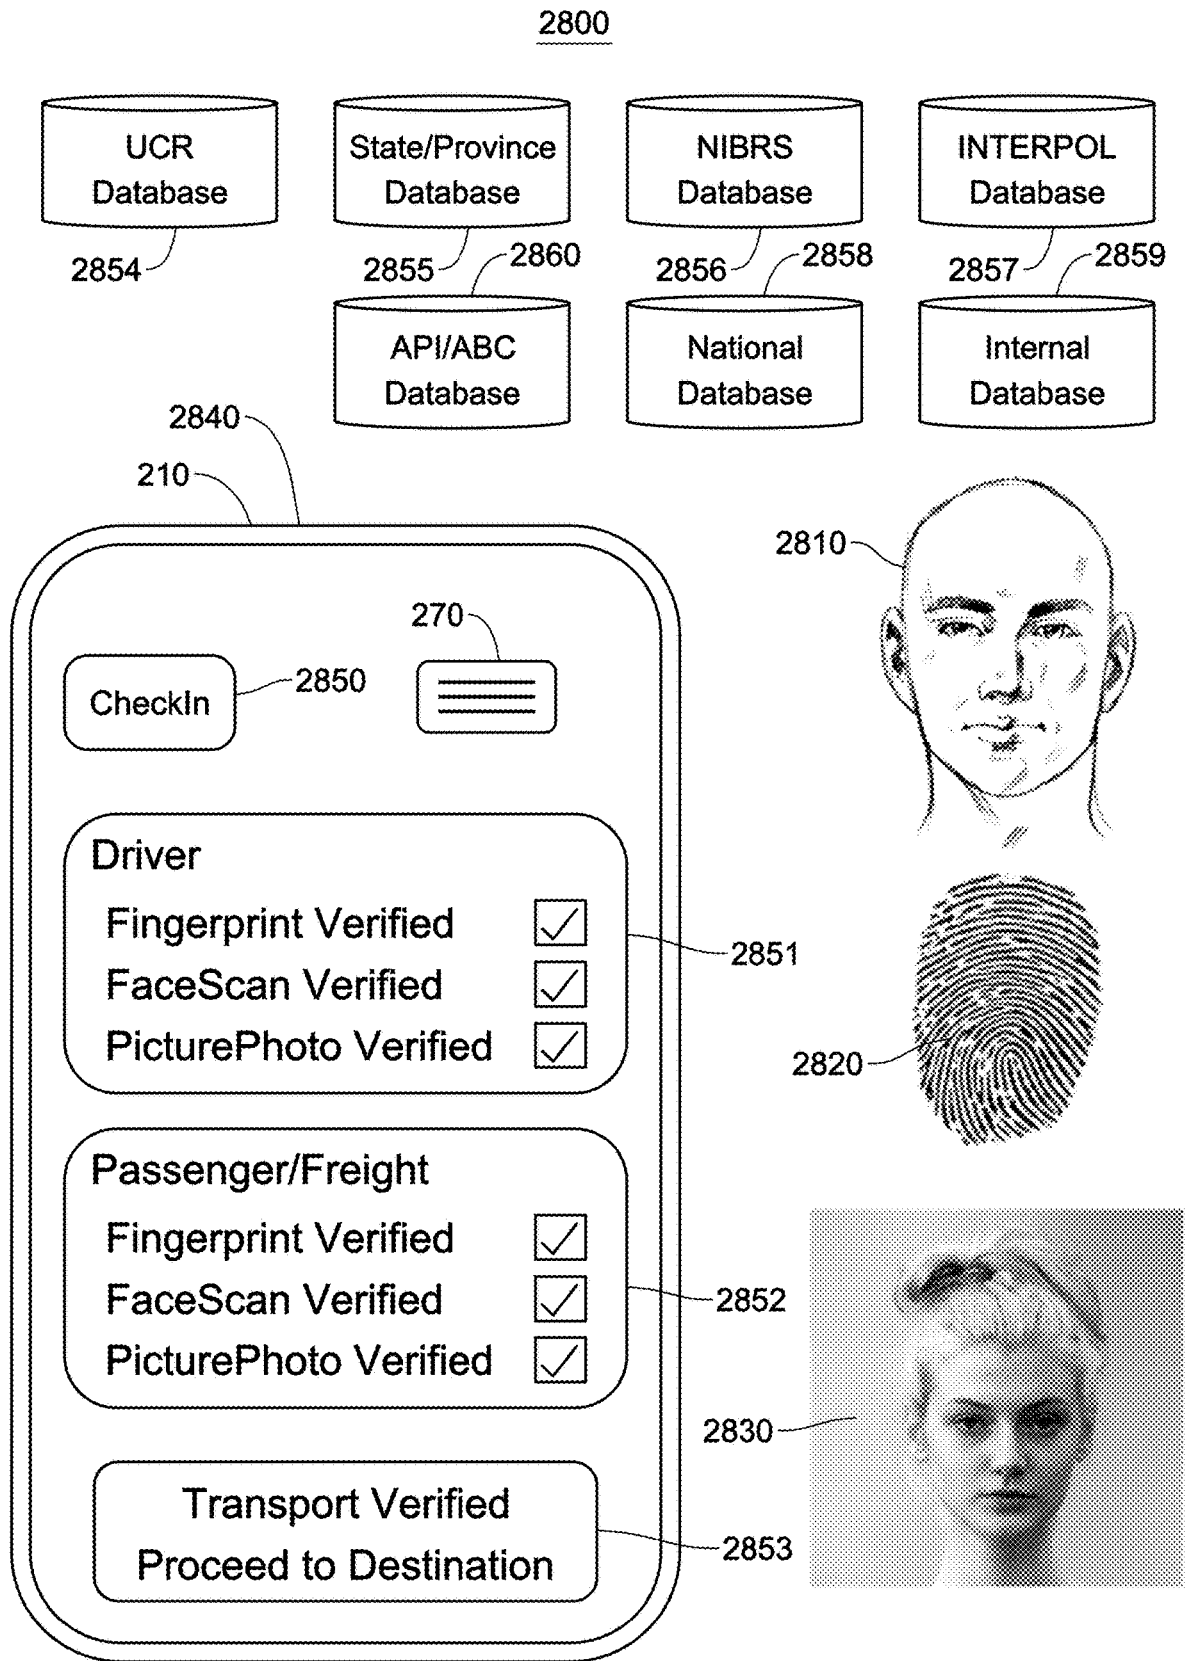 2800
UCR
Database
State/Province
Database
NIBRS
Database
INTERPOL
Database
2854
2855
2860
2856
2858
2857
2859
API/ABC
Database
National
Database
Internal
Database
2840
210
2810
270
CheckIn
2850
Driver
Fingerprint Verified
FaceScan Verified
PicturePhoto Verified
2851
2820
Passenger/Freight
Fingerprint Verified
FaceScan Verified
PicturePhoto Verified
2852
2830
Transport Verified
Proceed to Destination
2853